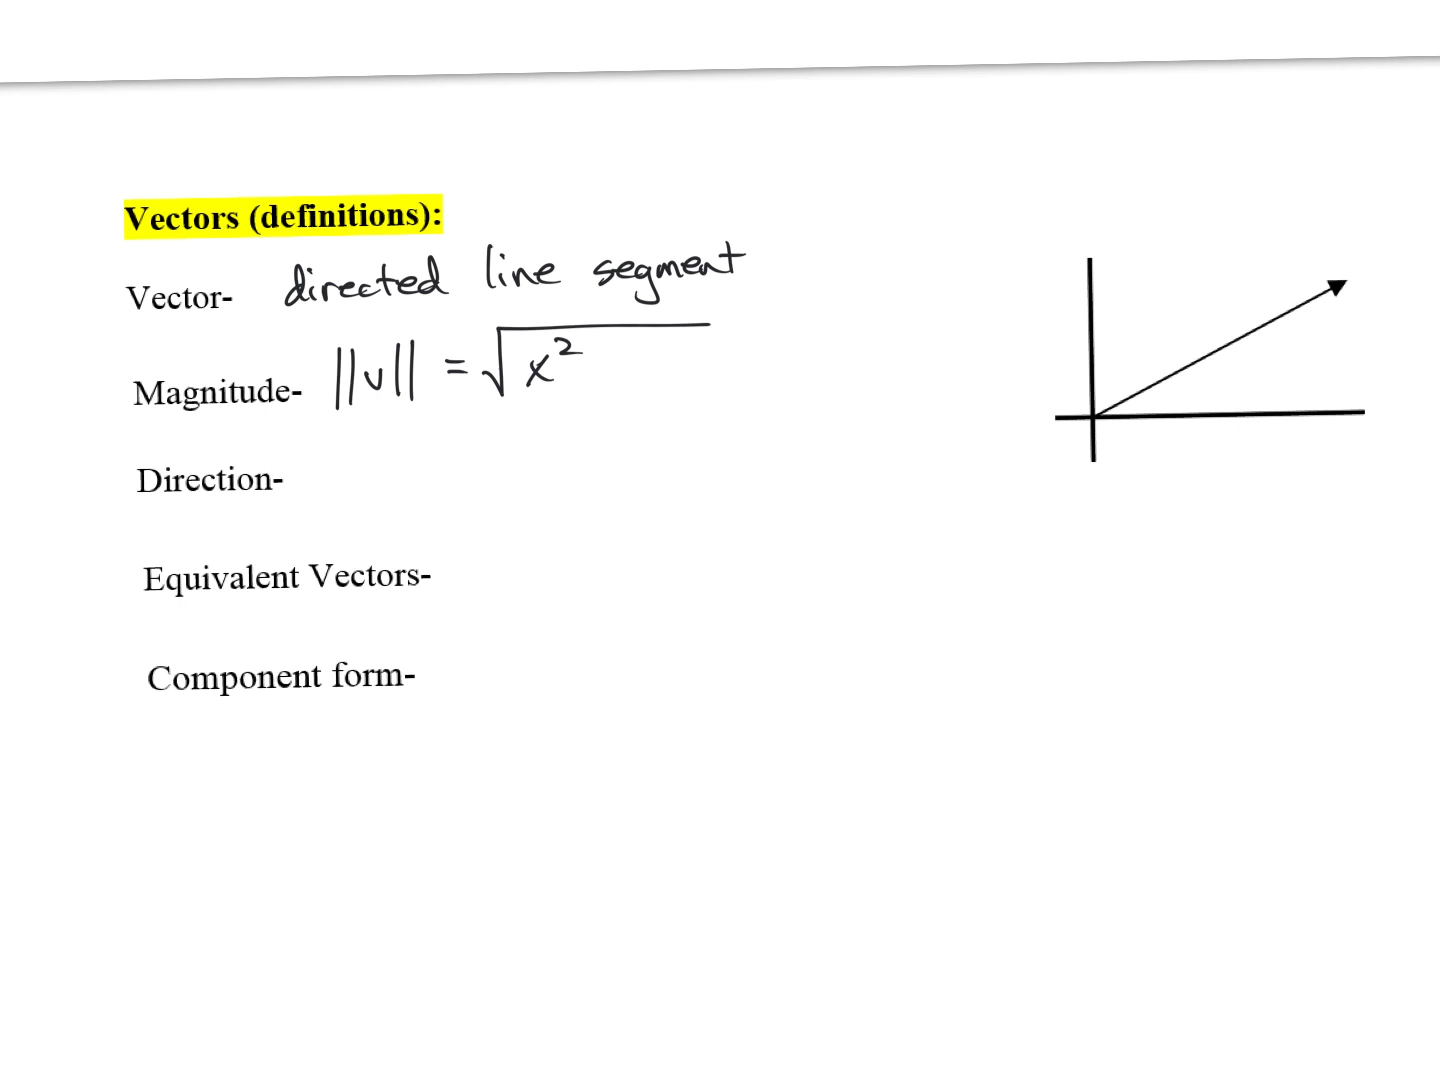 Vectors (definitions):
Vector- directed line segment
Magnitude- ||v|| = √x²
Direction-
Equivalent Vectors-
Component form-